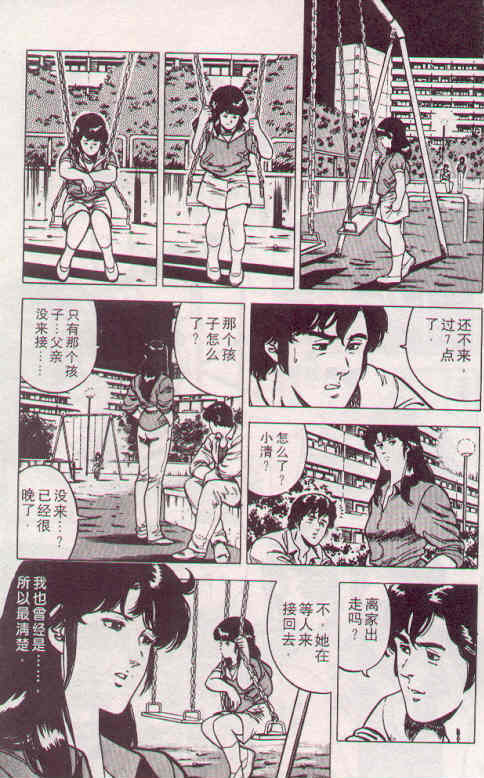 还不来，
过7点
了．
怎么了？
小清？
那个孩
子怎么
了？
只有那个孩
子…父亲
没来接……
没来…？
已经很
晚了．
离家出
走吗？
不，她在
等人来
接回去．
我也曾经是……，
所以最清楚．